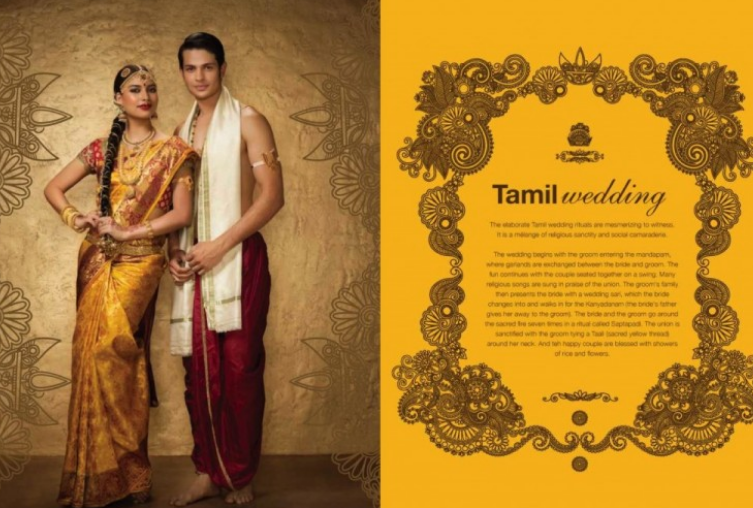 Tamil wedding
The elaborate Tamil wedding rituals are mesmerizing to witness.
It is a mélange of religious sanctity and social camaraderie.
The wedding begins with the groom entering the mandapam,
where garlands are exchanged between the bride and groom. The
fun continues with the couple seated together on a swing. Many
religious songs are sung in praise of the union. The groom's family
then presents the bride with a wedding sari, which the bride
changes into and walks in for the Kanyadanam (the bride's father
gives her away to the groom). The bride and the groom go around
the sacred fire seven times in a ritual called Saptapadi. The union is
sanctified with the groom tying a Taali (sacred yellow thread)
around her neck. And teh happy couple are blessed with showers
of rice and flowers.